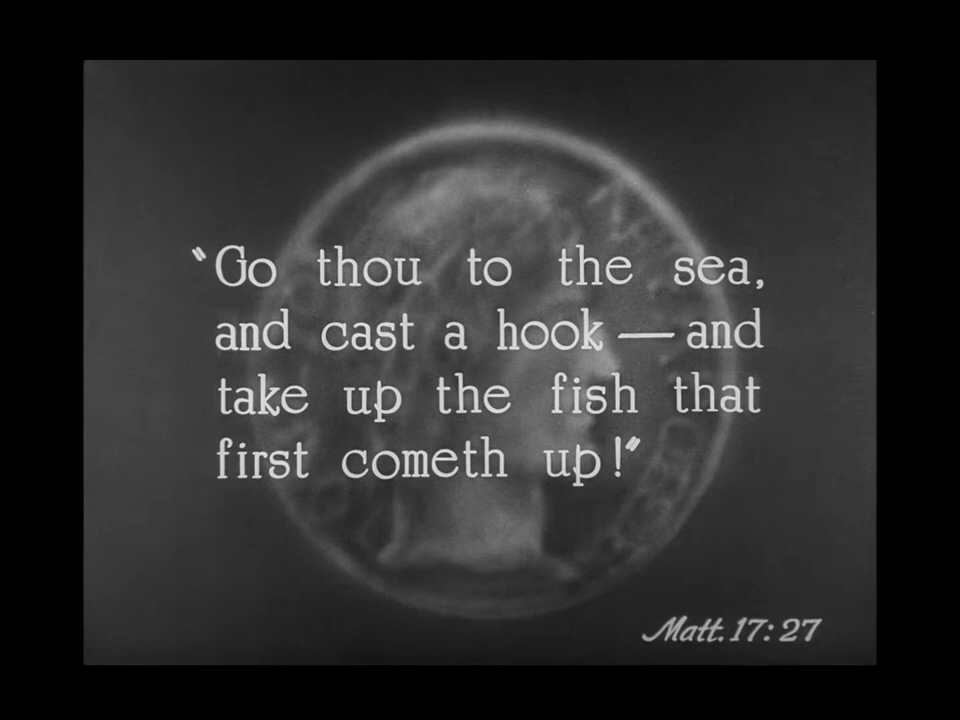 "Go thou to the sea,
and cast a hook — and
take up the fish that
first cometh up!"
Matt. 17:27